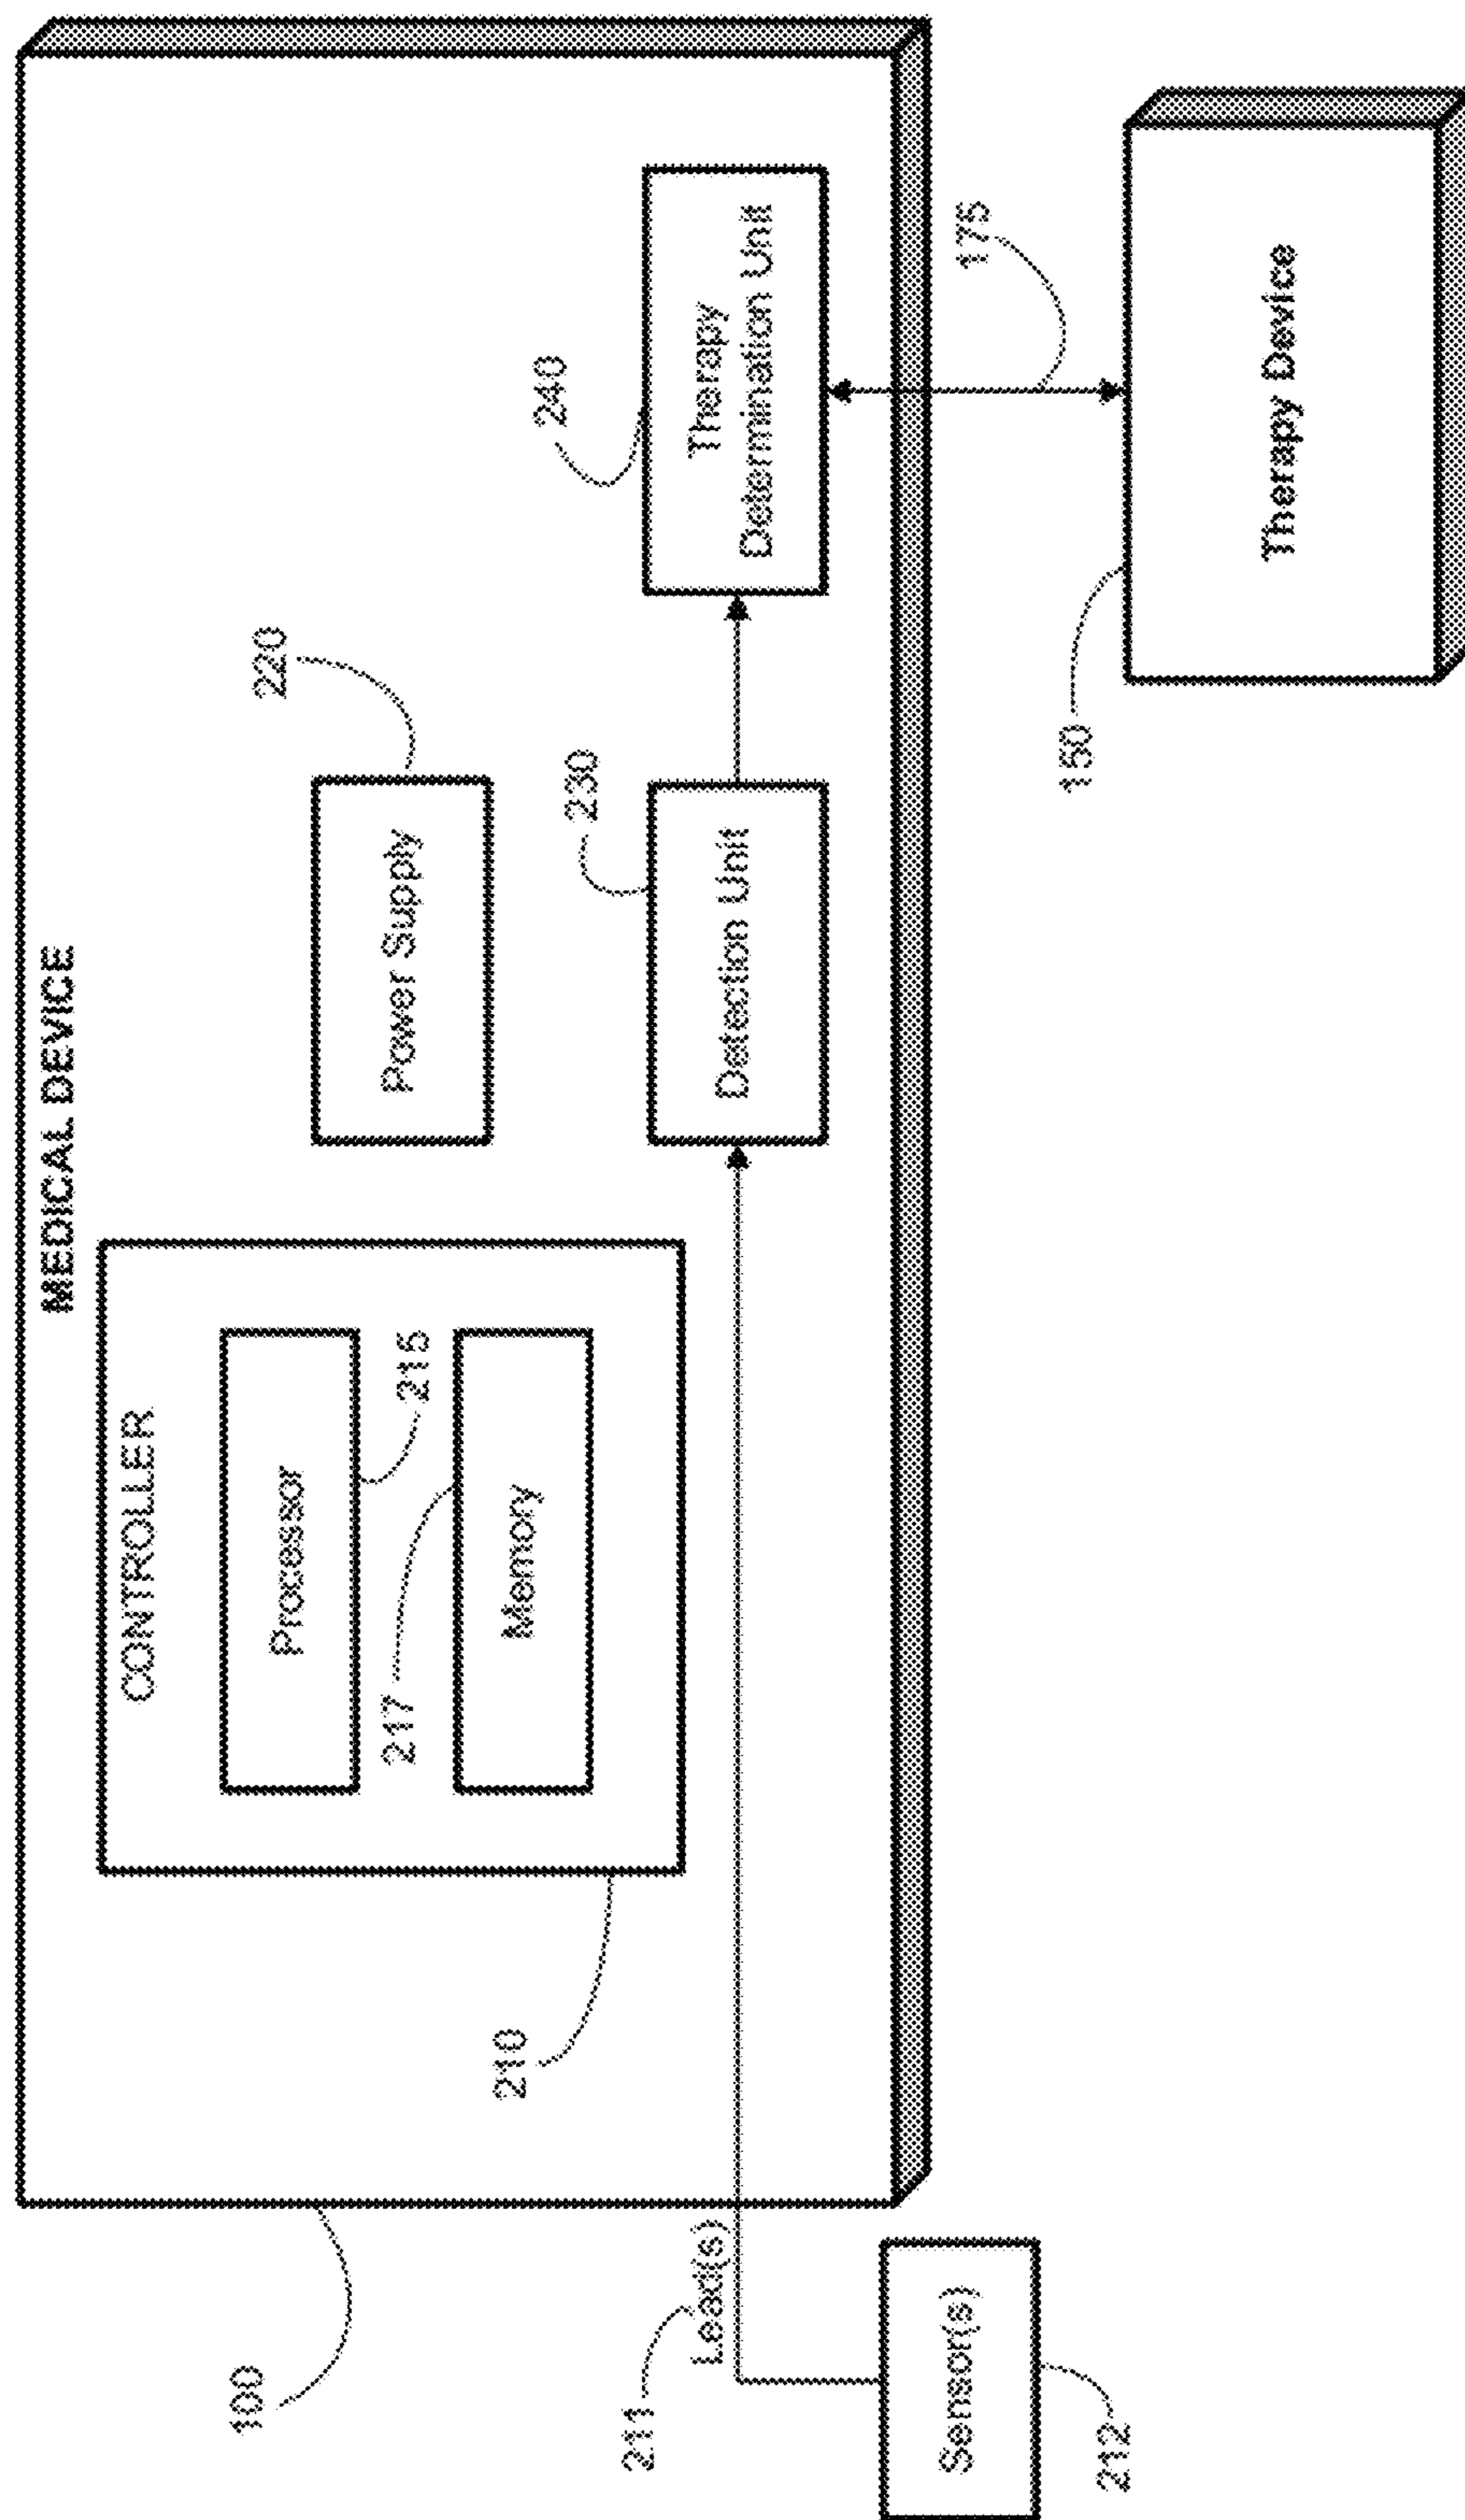 MEDICAL DEVICE
100
CONTROLLER
Processor
215
217
Memory
210
220
Power Supply
230
Detection Unit
240
Therapy
Determination Unit
211
Lead(s)
Sensor(s)
212
175
150
Therapy Device